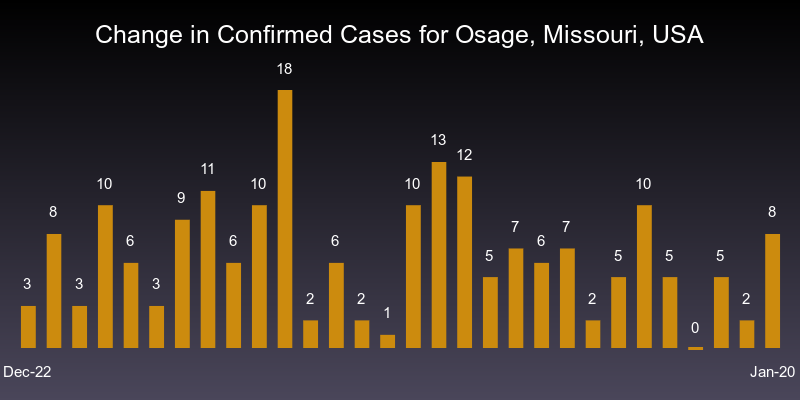 Change in Confirmed Cases for Osage, Missouri, USA
3 8 3 10 6 3 9 11 6 10 18 2 6 2 1 10 13 12 5 7 6 7 2 5 10 5 0 5 2 8
Dec-22 Jan-20